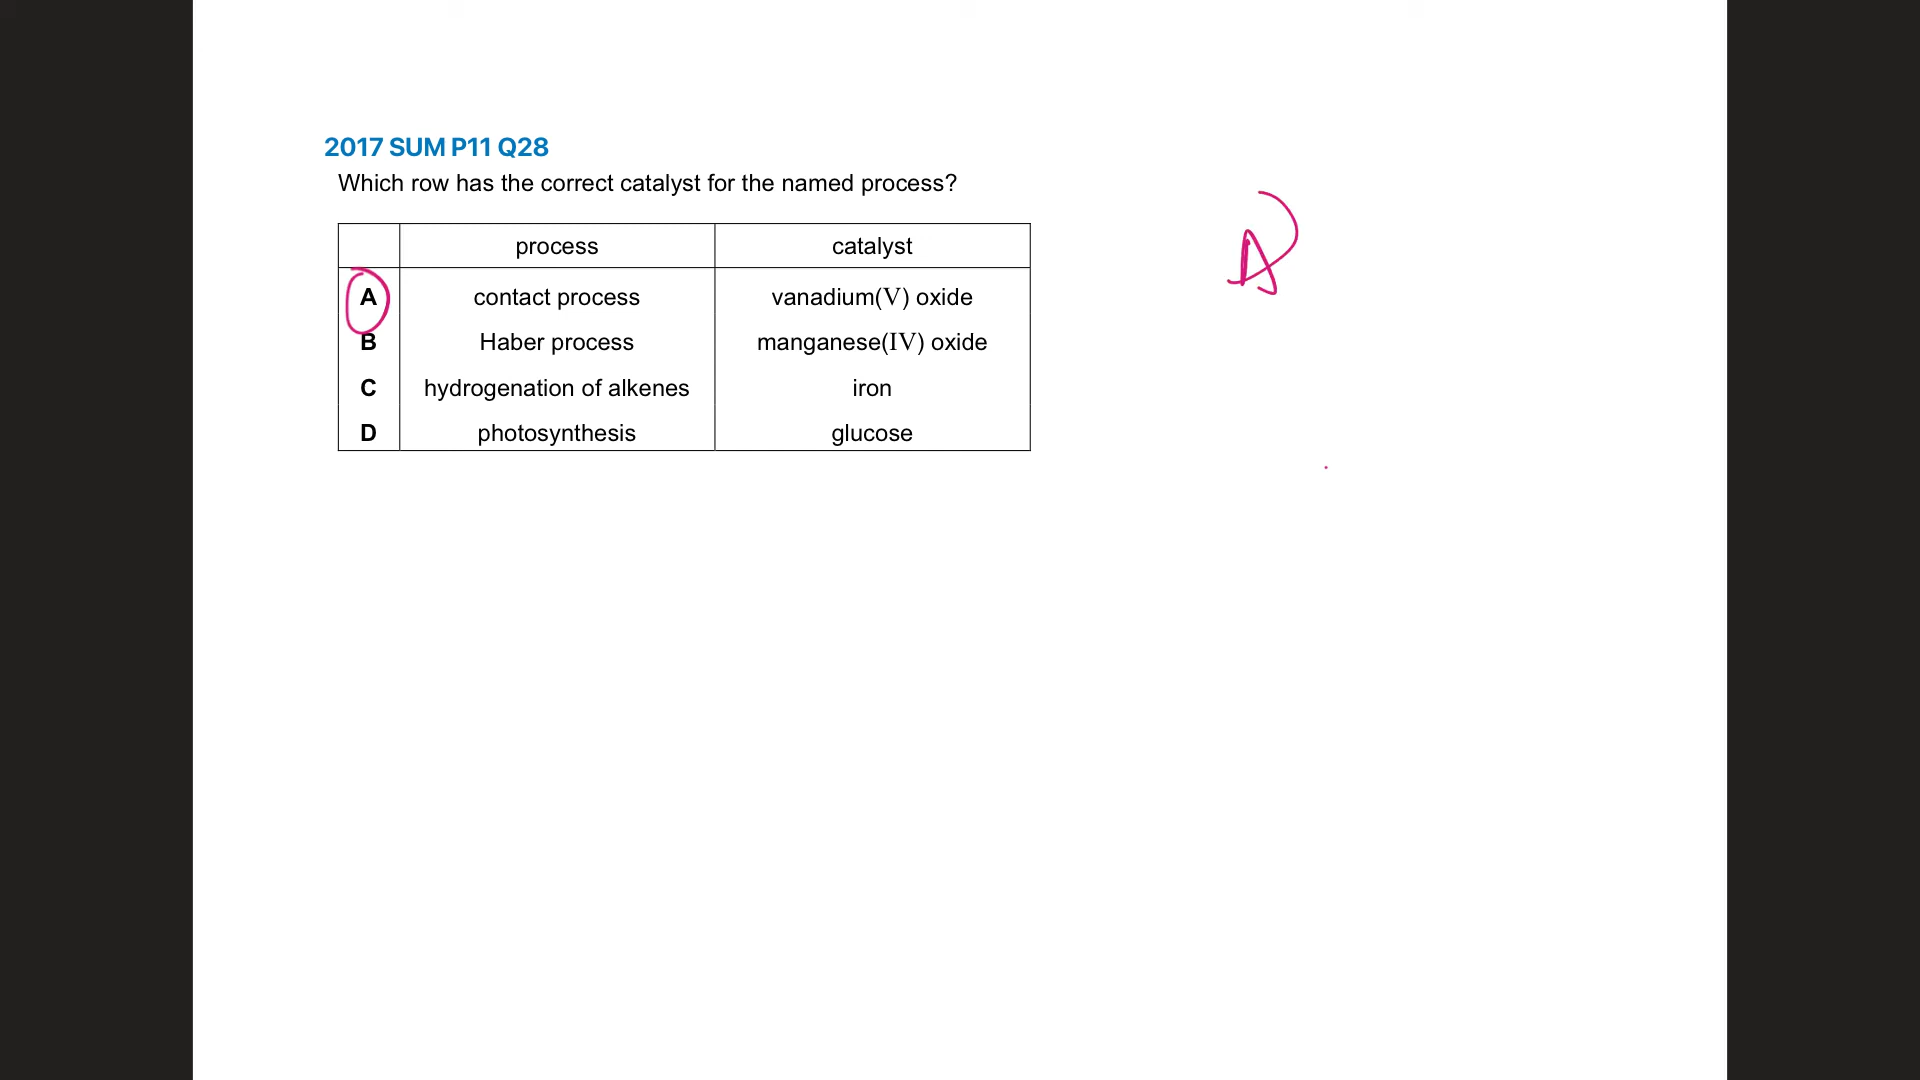 2017 SUM P11 Q28
Which row has the correct catalyst for the named process?
process catalyst
A contact process vanadium(V) oxide
B Haber process manganese(IV) oxide
C hydrogenation of alkenes iron
D photosynthesis glucose
A